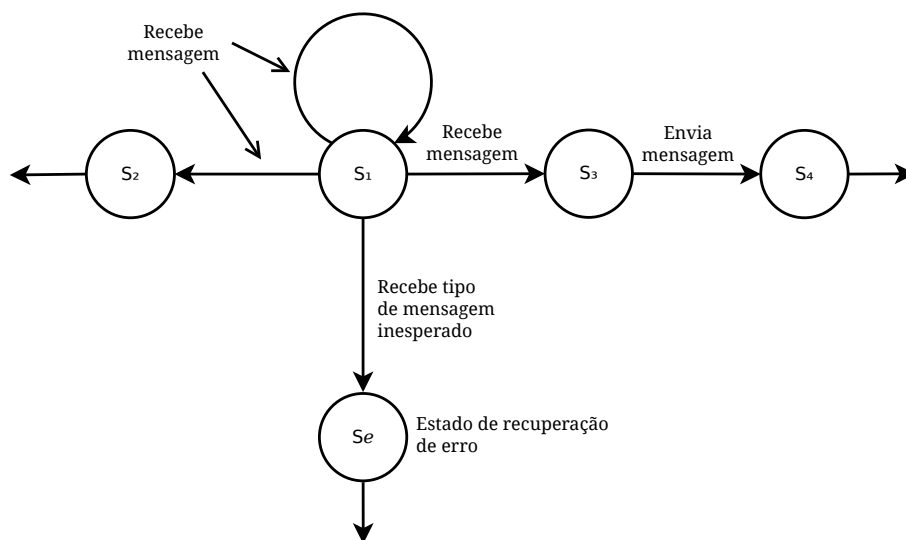 Recebe
mensagem
Recebe
mensagem
Envia
mensagem
S₂
S₁
S₃
S₄
Recebe tipo
de mensagem
inesperado
Se
Estado de recuperação
de erro